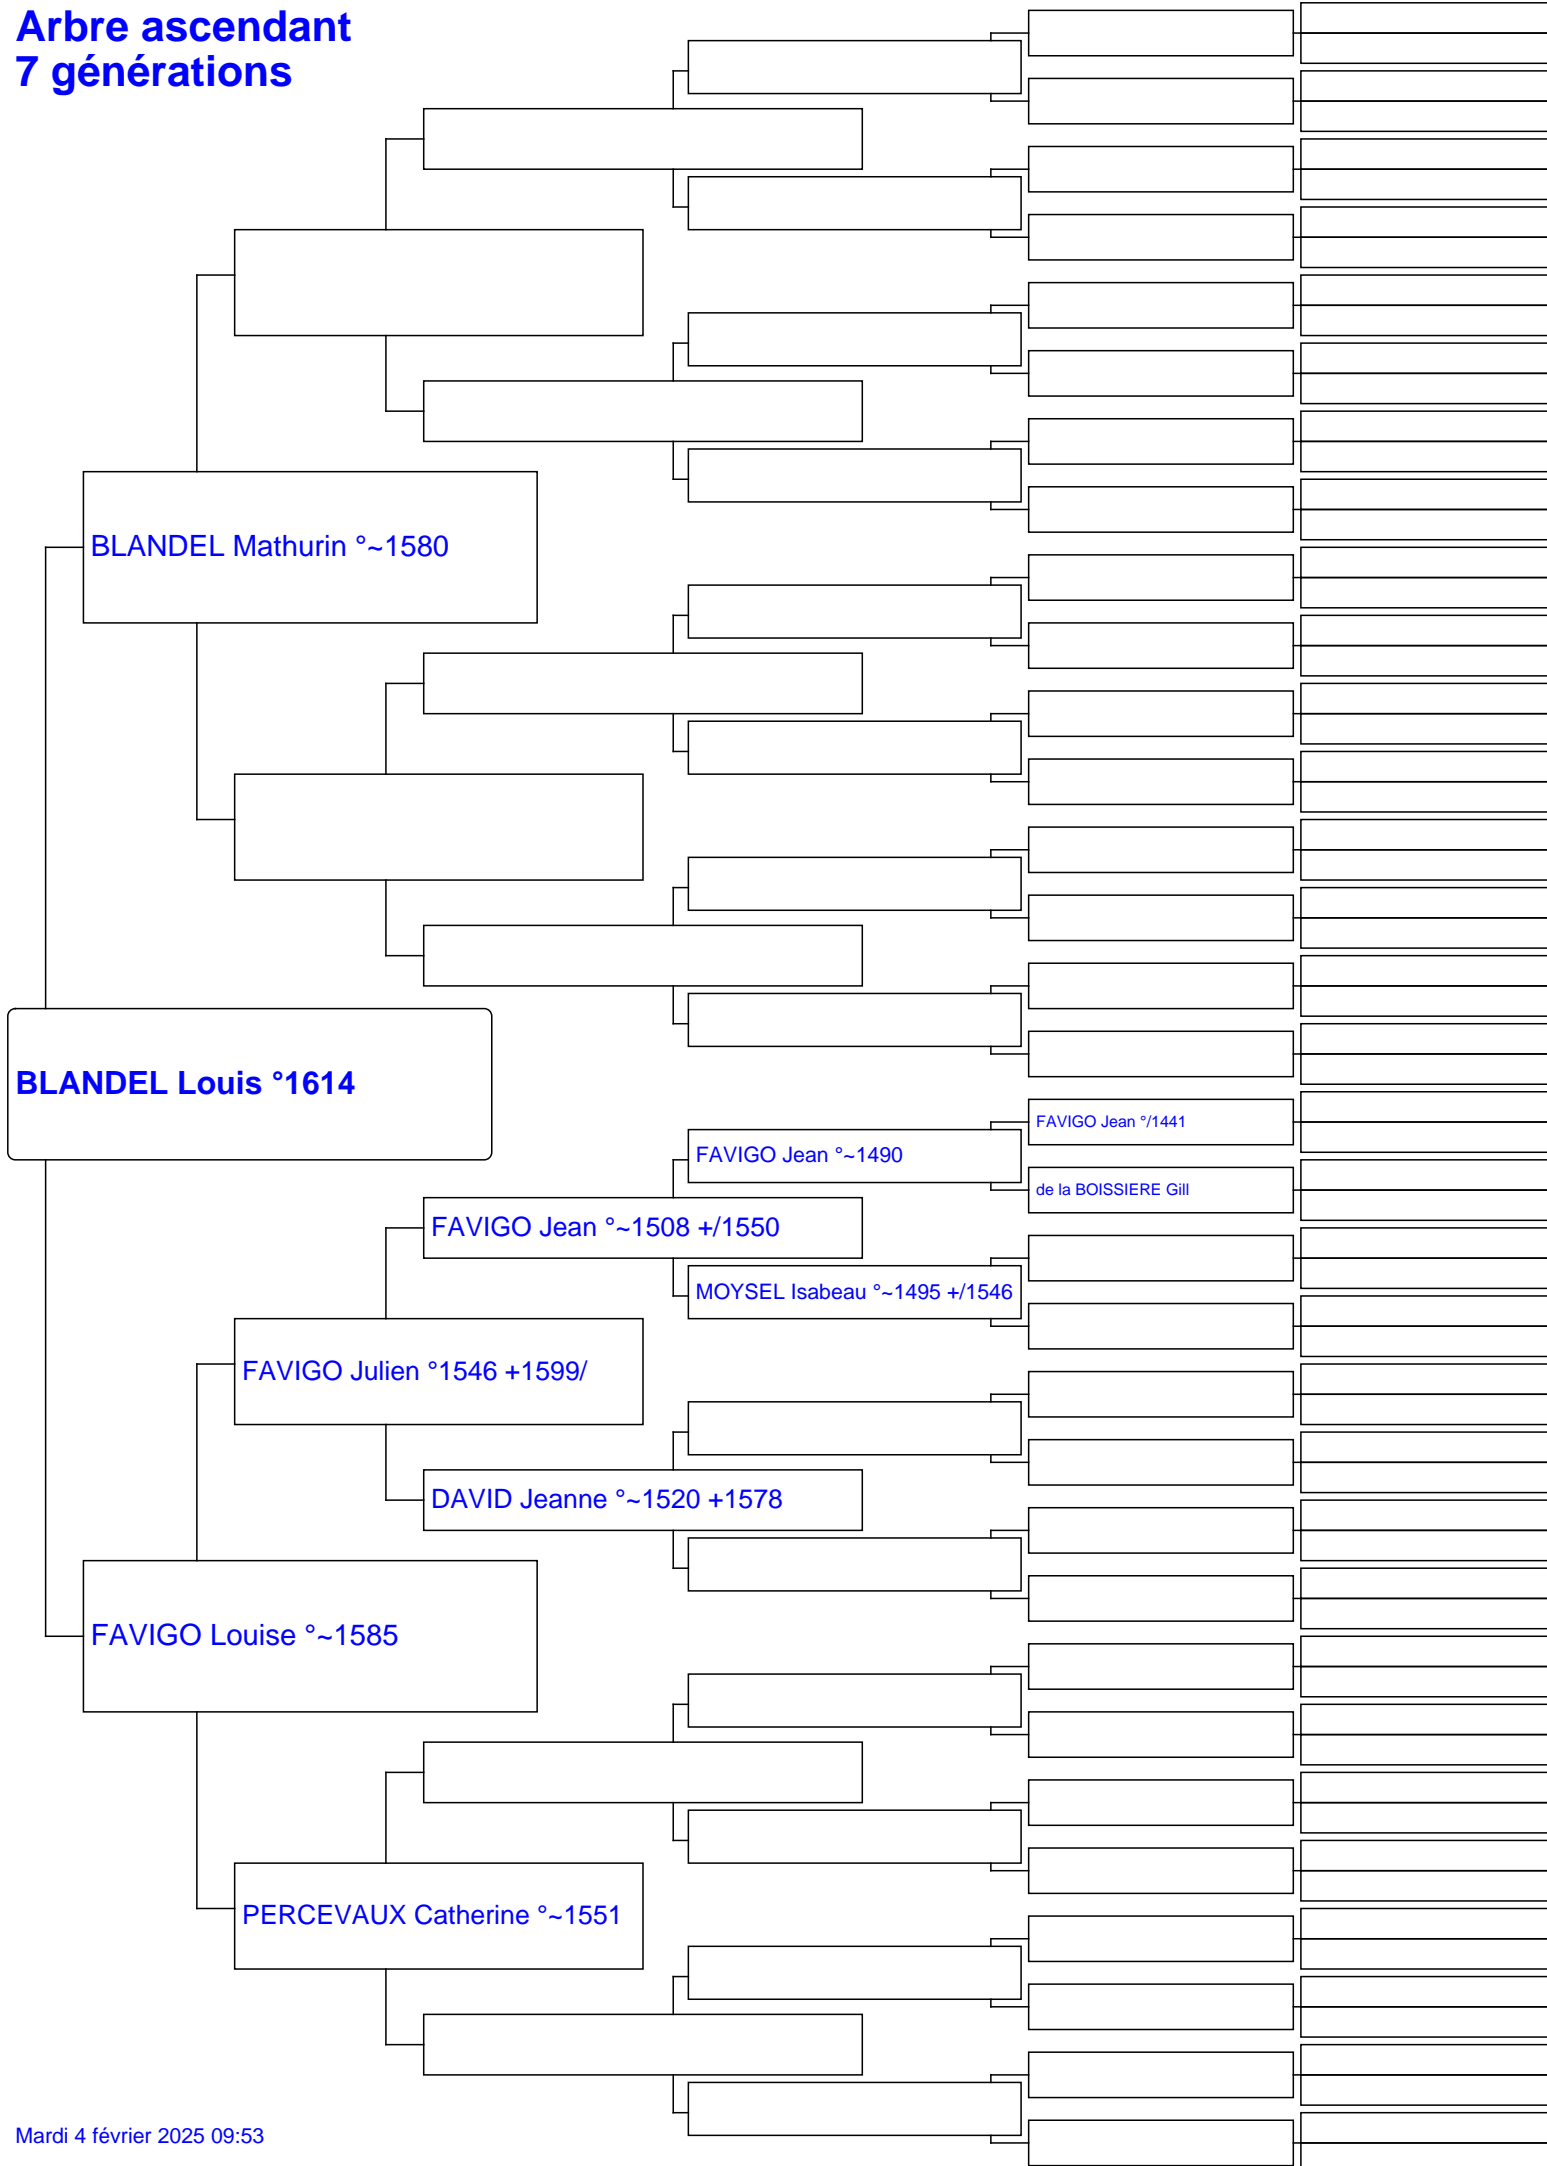 Arbre ascendant
7 générations
BLANDEL Mathurin °~1580
BLANDEL Louis °1614
FAVIGO Jean °/1441
FAVIGO Jean °~1490
de la BOISSIERE Gill
FAVIGO Jean °~1508 +/1550
MOYSEL Isabeau °~1495 +/1546
FAVIGO Julien °1546 +1599/
DAVID Jeanne °~1520 +1578
FAVIGO Louise °~1585
PERCEVAUX Catherine °~1551
Mardi 4 février 2025 09:53